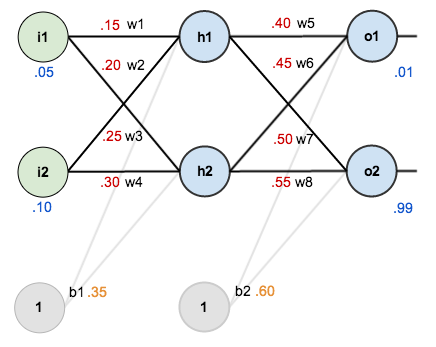 i1
.05
.15 w1
.20 w2
h1
.40 w5
.45 w6
o1
.01
i2
.10
.25 w3
.30 w4
h2
.50 w7
.55 w8
o2
.99
1
b1 .35
1
b2 .60